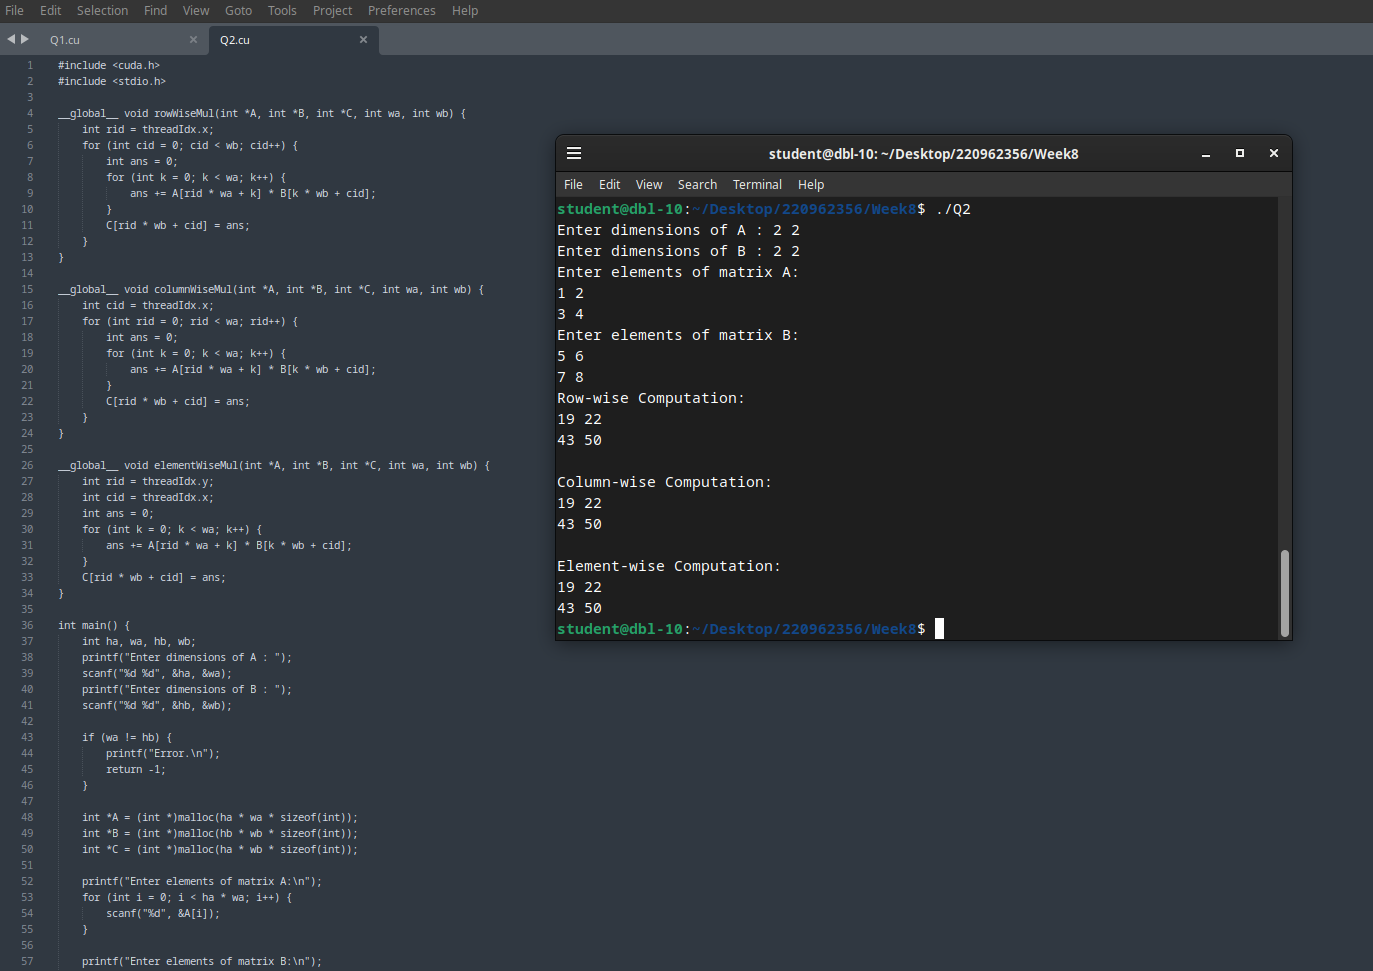 File Edit Selection Find View Goto Tools Project Preferences Help
Q1.cu × Q2.cu ×
1 #include <cuda.h>
2 #include <stdio.h>
3
4 __global__ void rowWiseMul(int *A, int *B, int *C, int wa, int wb) {
5 int rid = threadIdx.x;
6 for (int cid = 0; cid < wb; cid++) {
7 int ans = 0;
8 for (int k = 0; k < wa; k++) {
9 ans += A[rid * wa + k] * B[k * wb + cid];
10 }
11 C[rid * wb + cid] = ans;
12 }
13 }
14
15 __global__ void columnWiseMul(int *A, int *B, int *C, int wa, int wb) {
16 int cid = threadIdx.x;
17 for (int rid = 0; rid < wa; rid++) {
18 int ans = 0;
19 for (int k = 0; k < wa; k++) {
20 ans += A[rid * wa + k] * B[k * wb + cid];
21 }
22 C[rid * wb + cid] = ans;
23 }
24 }
25
26 __global__ void elementWiseMul(int *A, int *B, int *C, int wa, int wb) {
27 int rid = threadIdx.y;
28 int cid = threadIdx.x;
29 int ans = 0;
30 for (int k = 0; k < wa; k++) {
31 ans += A[rid * wa + k] * B[k * wb + cid];
32 }
33 C[rid * wb + cid] = ans;
34 }
35
36 int main() {
37 int ha, wa, hb, wb;
38 printf("Enter dimensions of A : ");
39 scanf("%d %d", &ha, &wa);
40 printf("Enter dimensions of B : ");
41 scanf("%d %d", &hb, &wb);
42
43 if (wa != hb) {
44 printf("Error.\n");
45 return -1;
46 }
47
48 int *A = (int *)malloc(ha * wa * sizeof(int));
49 int *B = (int *)malloc(hb * wb * sizeof(int));
50 int *C = (int *)malloc(ha * wb * sizeof(int));
51
52 printf("Enter elements of matrix A:\n");
53 for (int i = 0; i < ha * wa; i++) {
54 scanf("%d", &A[i]);
55 }
56
57 printf("Enter elements of matrix B:\n");
student@dbl-10: ~/Desktop/220962356/Week8
File Edit View Search Terminal Help
student@dbl-10:~/Desktop/220962356/Week8$ ./Q2
Enter dimensions of A : 2 2
Enter dimensions of B : 2 2
Enter elements of matrix A:
1 2
3 4
Enter elements of matrix B:
5 6
7 8
Row-wise Computation:
19 22
43 50

Column-wise Computation:
19 22
43 50

Element-wise Computation:
19 22
43 50
student@dbl-10:~/Desktop/220962356/Week8$